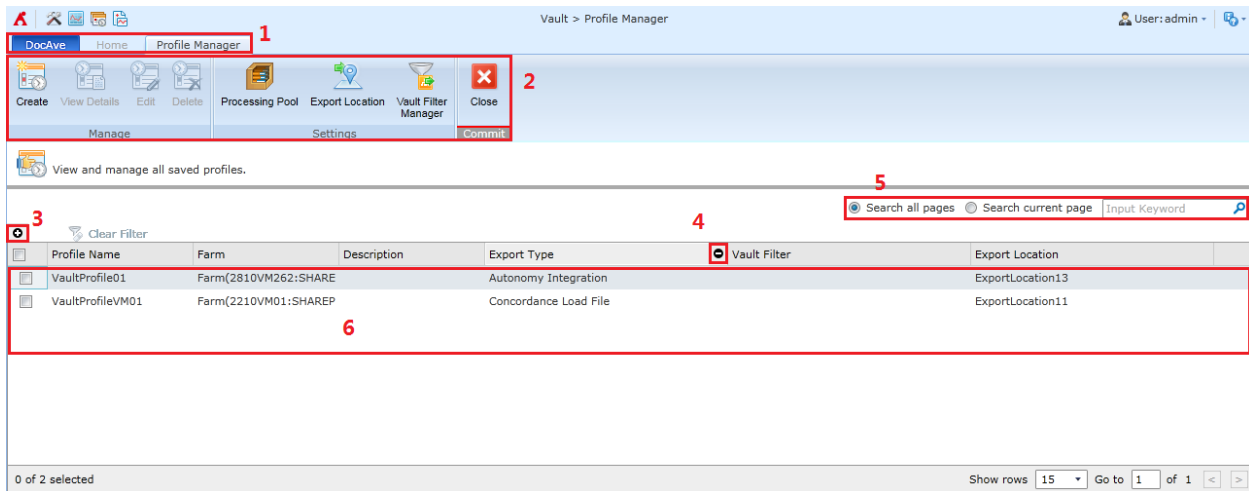 Vault > Profile Manager
User: admin
DocAve Home Profile Manager
1
Create View Details Edit Delete Processing Pool Export Location Vault Filter Manager Close
2
Manage Settings Commit
View and manage all saved profiles.
5
Search all pages Search current page Input Keyword
3
4
Clear Filter
Profile Name Farm Description Export Type Vault Filter Export Location
VaultProfile01 Farm(2810VM262:SHARE Autonomy Integration ExportLocation13
VaultProfileVM01 Farm(2210VM01:SHAREP Concordance Load File ExportLocation11
6
0 of 2 selected Show rows 15 Go to 1 of 1 < >